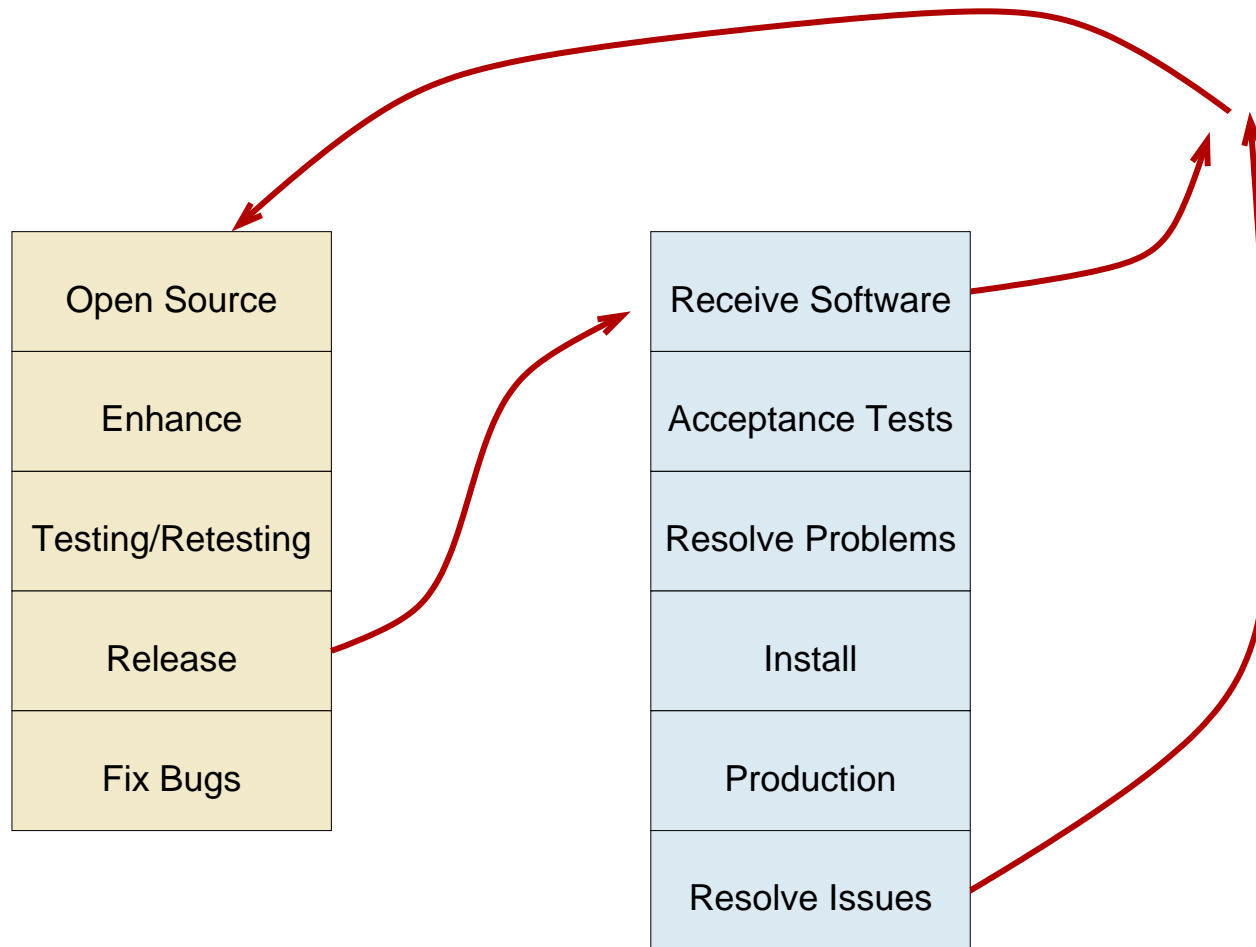 Open Source
Enhance
Testing/Retesting
Release
Fix Bugs
Receive Software
Acceptance Tests
Resolve Problems
Install
Production
Resolve Issues